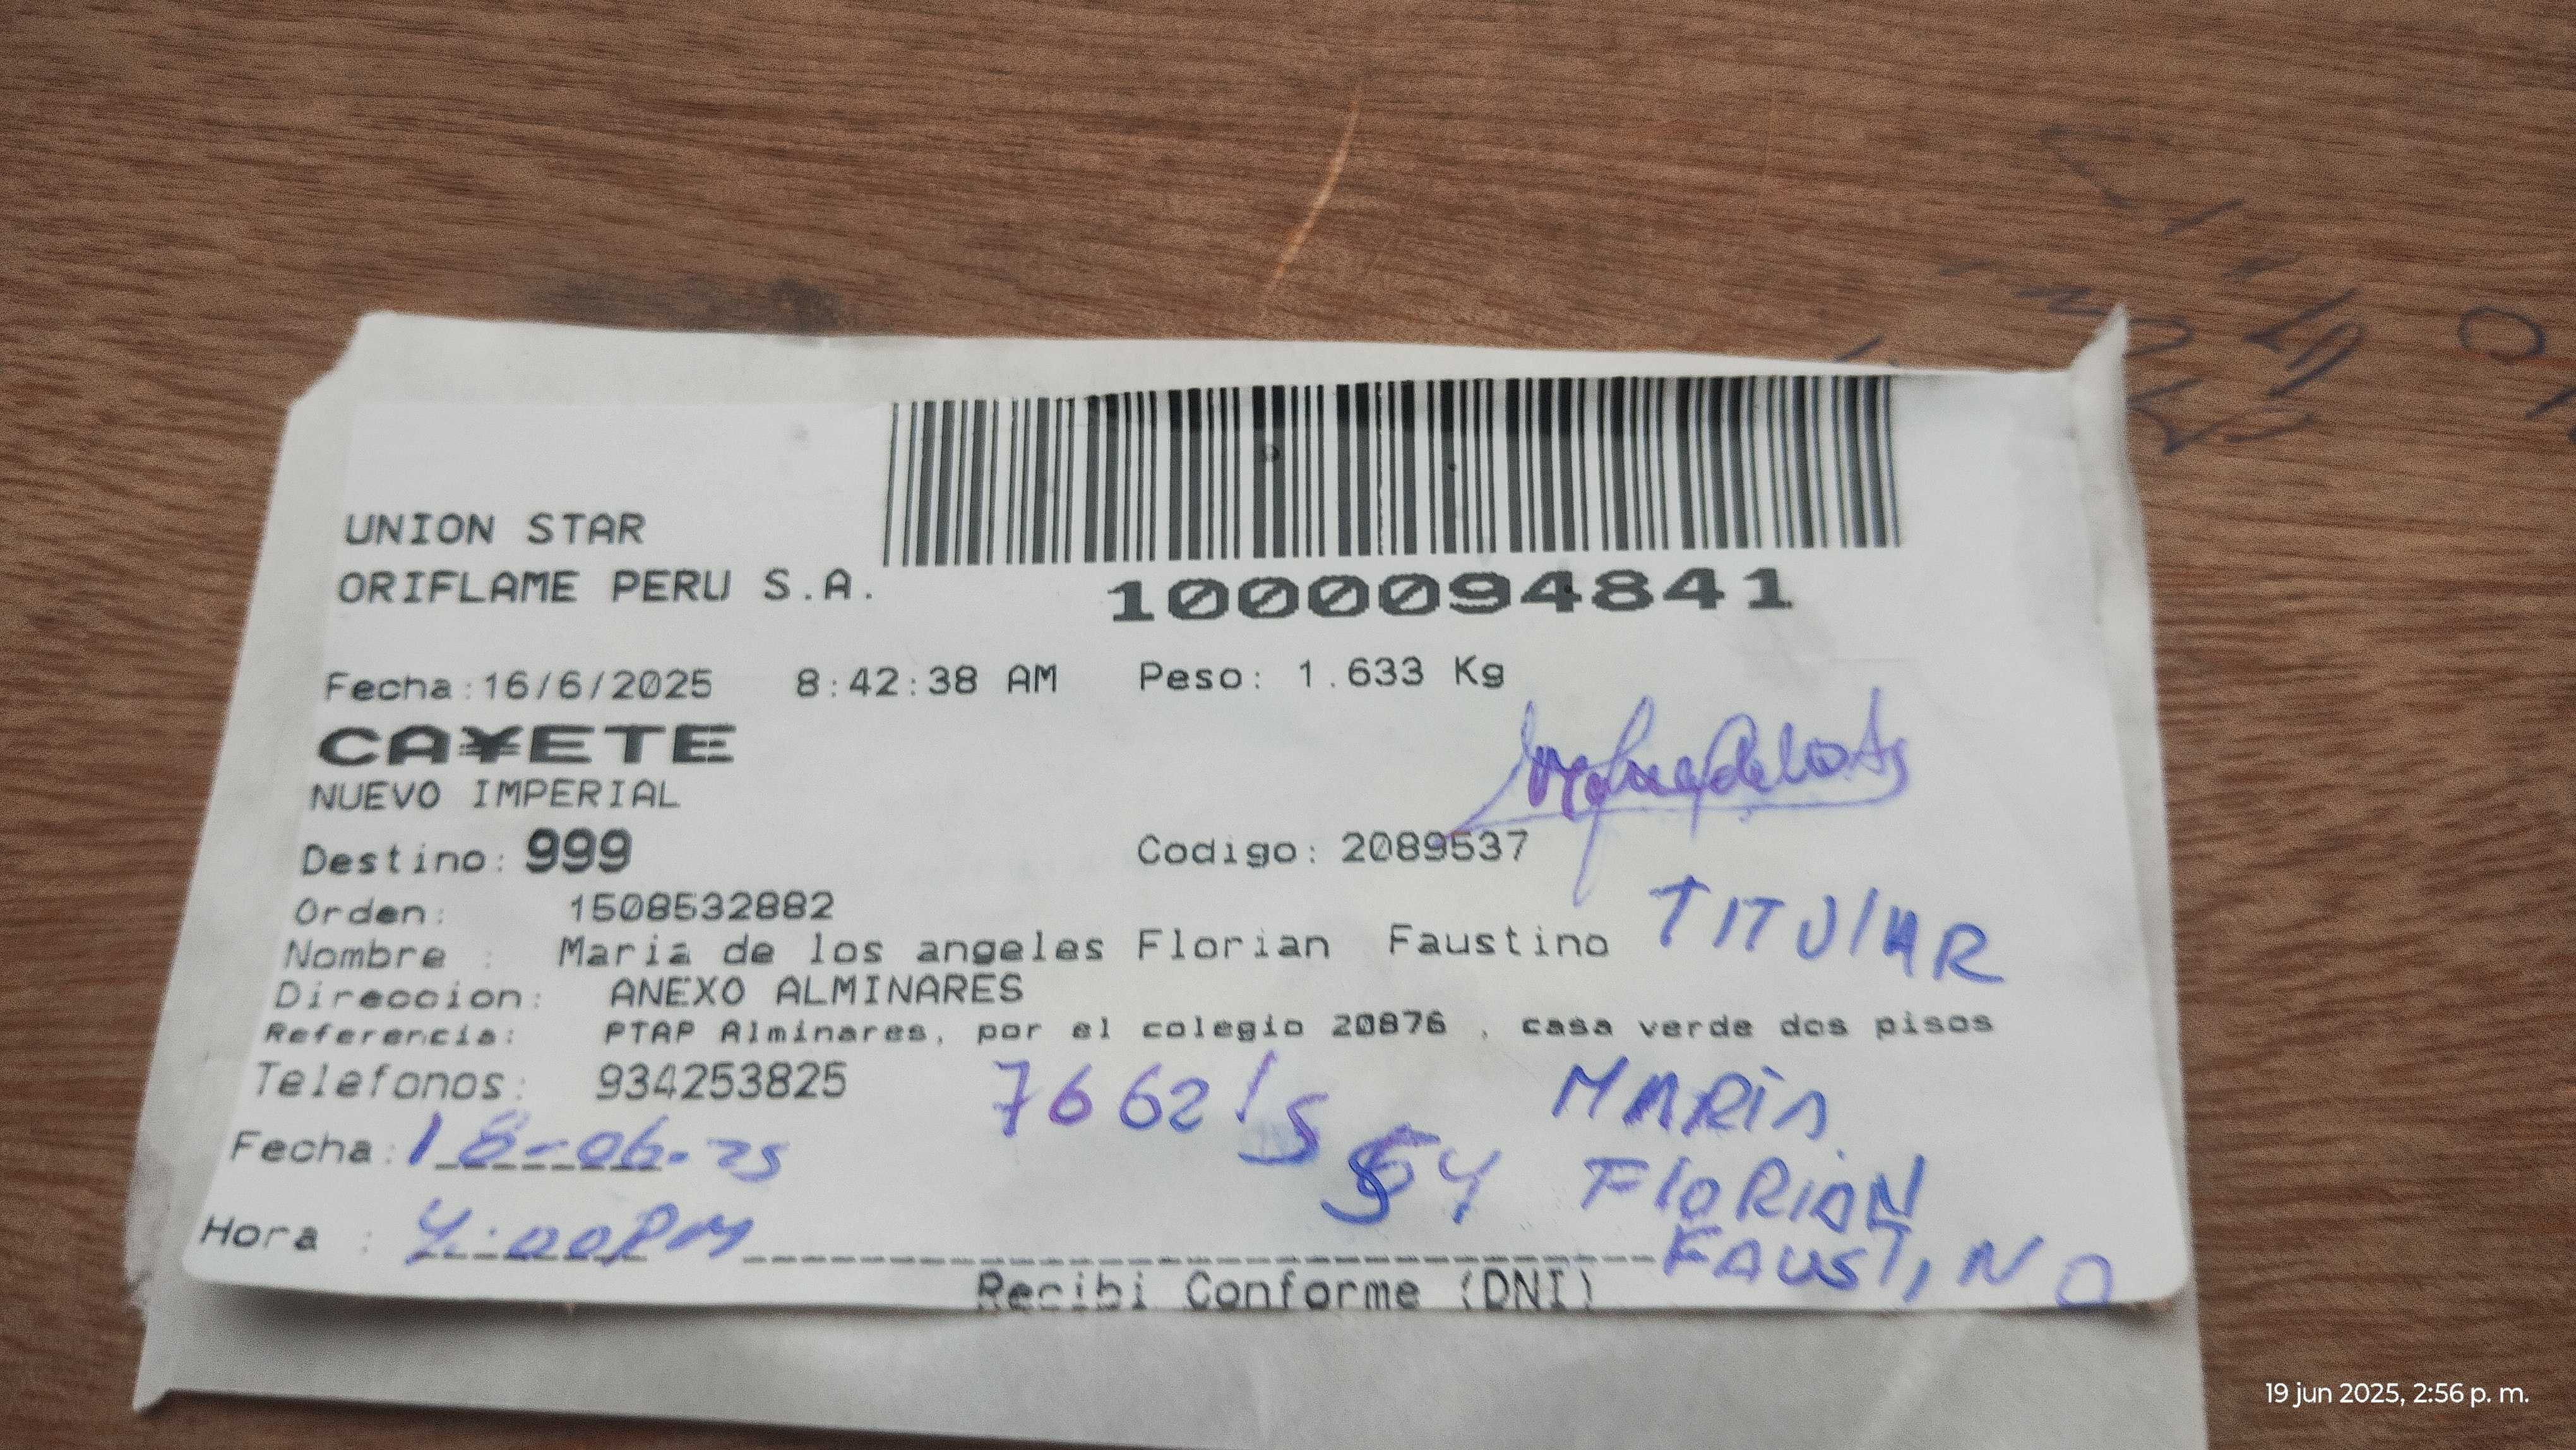 UNION STAR
ORIFLAME PERU S.A.
1000094841
Fecha:16/6/2025 8:42:38 AM Peso: 1.633 Kg
CA¥ETE
NUEVO IMPERIAL
Destino: 999 Codigo: 2089537
Orden: 1508532882
TITULAR
Nombre : Maria de los angeles Florian Faustino
Direccion: ANEXO ALMINARES
Referencia: PTAP Alminares, por el colegio 20876 , casa verde dos pisos
Telefonos: 934253825
MARIA
Fecha: 18-06-25
FLORIAN
Hora : 4:00PM
FAUSTINO
Recibi Conforme (DNI)
19 jun 2025, 2:56 p. m.